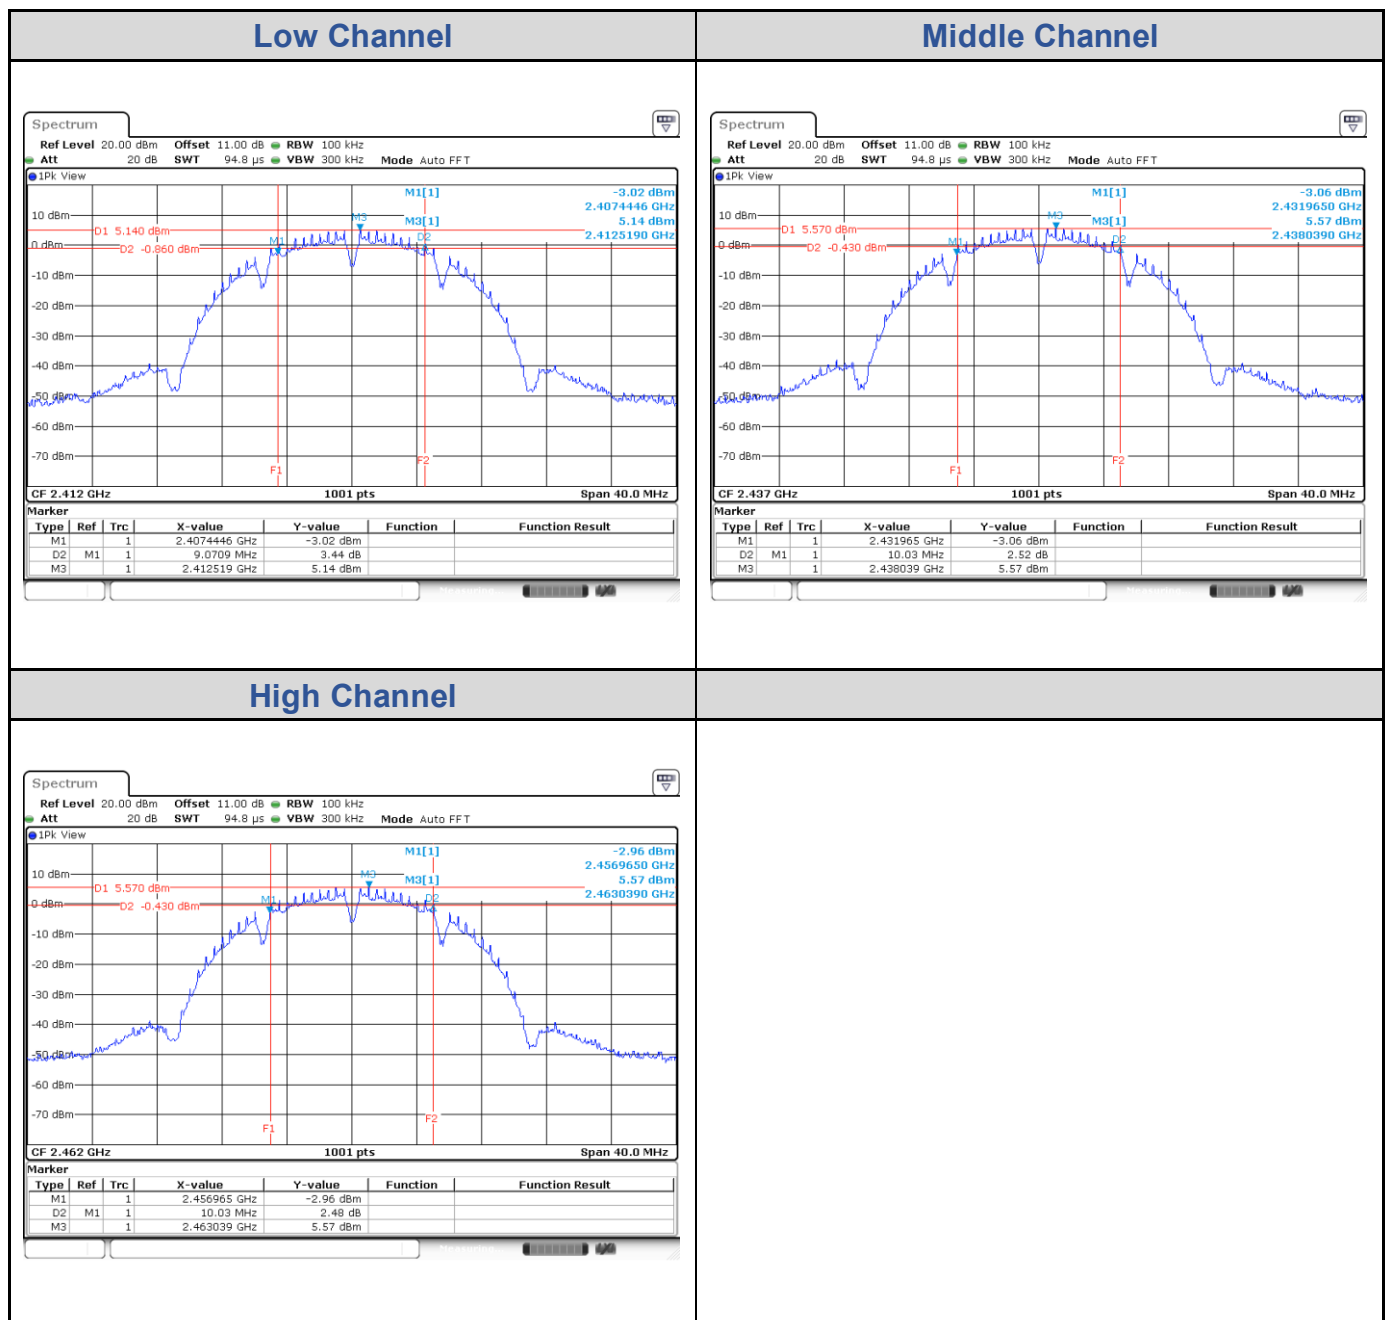 Low Channel
Middle Channel
Spectrum
Ref Level 20.00 dBm Offset 11.00 dB RBW 100 kHz
Att 20 dB SWT 94.8 µs VBW 300 kHz Mode Auto FFT
1Pk View
M1[1] -3.02 dBm
2.4074446 GHz
M3[1] 5.14 dBm
2.4125190 GHz
10 dBm
0 dBm
-10 dBm
-20 dBm
-30 dBm
-40 dBm
-50 dBm
-60 dBm
-70 dBm
D1 5.140 dBm
D2 -0.860 dBm
M1
M3
D2
F1
F2
CF 2.412 GHz 1001 pts Span 40.0 MHz
Marker
Type Ref Trc X-value Y-value Function Function Result
M1 1 2.4074446 GHz -3.02 dBm
D2 M1 1 9.0709 MHz 3.44 dB
M3 1 2.412519 GHz 5.14 dBm
Measuring...
Spectrum
Ref Level 20.00 dBm Offset 11.00 dB RBW 100 kHz
Att 20 dB SWT 94.8 µs VBW 300 kHz Mode Auto FFT
1Pk View
M1[1] -3.06 dBm
2.4319650 GHz
M3[1] 5.57 dBm
2.4380390 GHz
10 dBm
0 dBm
-10 dBm
-20 dBm
-30 dBm
-40 dBm
-50 dBm
-60 dBm
-70 dBm
D1 5.570 dBm
D2 -0.430 dBm
M1
M3
D2
F1
F2
CF 2.437 GHz 1001 pts Span 40.0 MHz
Marker
Type Ref Trc X-value Y-value Function Function Result
M1 1 2.431965 GHz -3.06 dBm
D2 M1 1 10.03 MHz 2.52 dB
M3 1 2.438039 GHz 5.57 dBm
Measuring...
High Channel
Spectrum
Ref Level 20.00 dBm Offset 11.00 dB RBW 100 kHz
Att 20 dB SWT 94.8 µs VBW 300 kHz Mode Auto FFT
1Pk View
M1[1] -2.96 dBm
2.4569650 GHz
M3[1] 5.57 dBm
2.4630390 GHz
10 dBm
0 dBm
-10 dBm
-20 dBm
-30 dBm
-40 dBm
-50 dBm
-60 dBm
-70 dBm
D1 5.570 dBm
D2 -0.430 dBm
M1
M3
D2
F1
F2
CF 2.462 GHz 1001 pts Span 40.0 MHz
Marker
Type Ref Trc X-value Y-value Function Function Result
M1 1 2.456965 GHz -2.96 dBm
D2 M1 1 10.03 MHz 2.48 dB
M3 1 2.463039 GHz 5.57 dBm
Measuring...